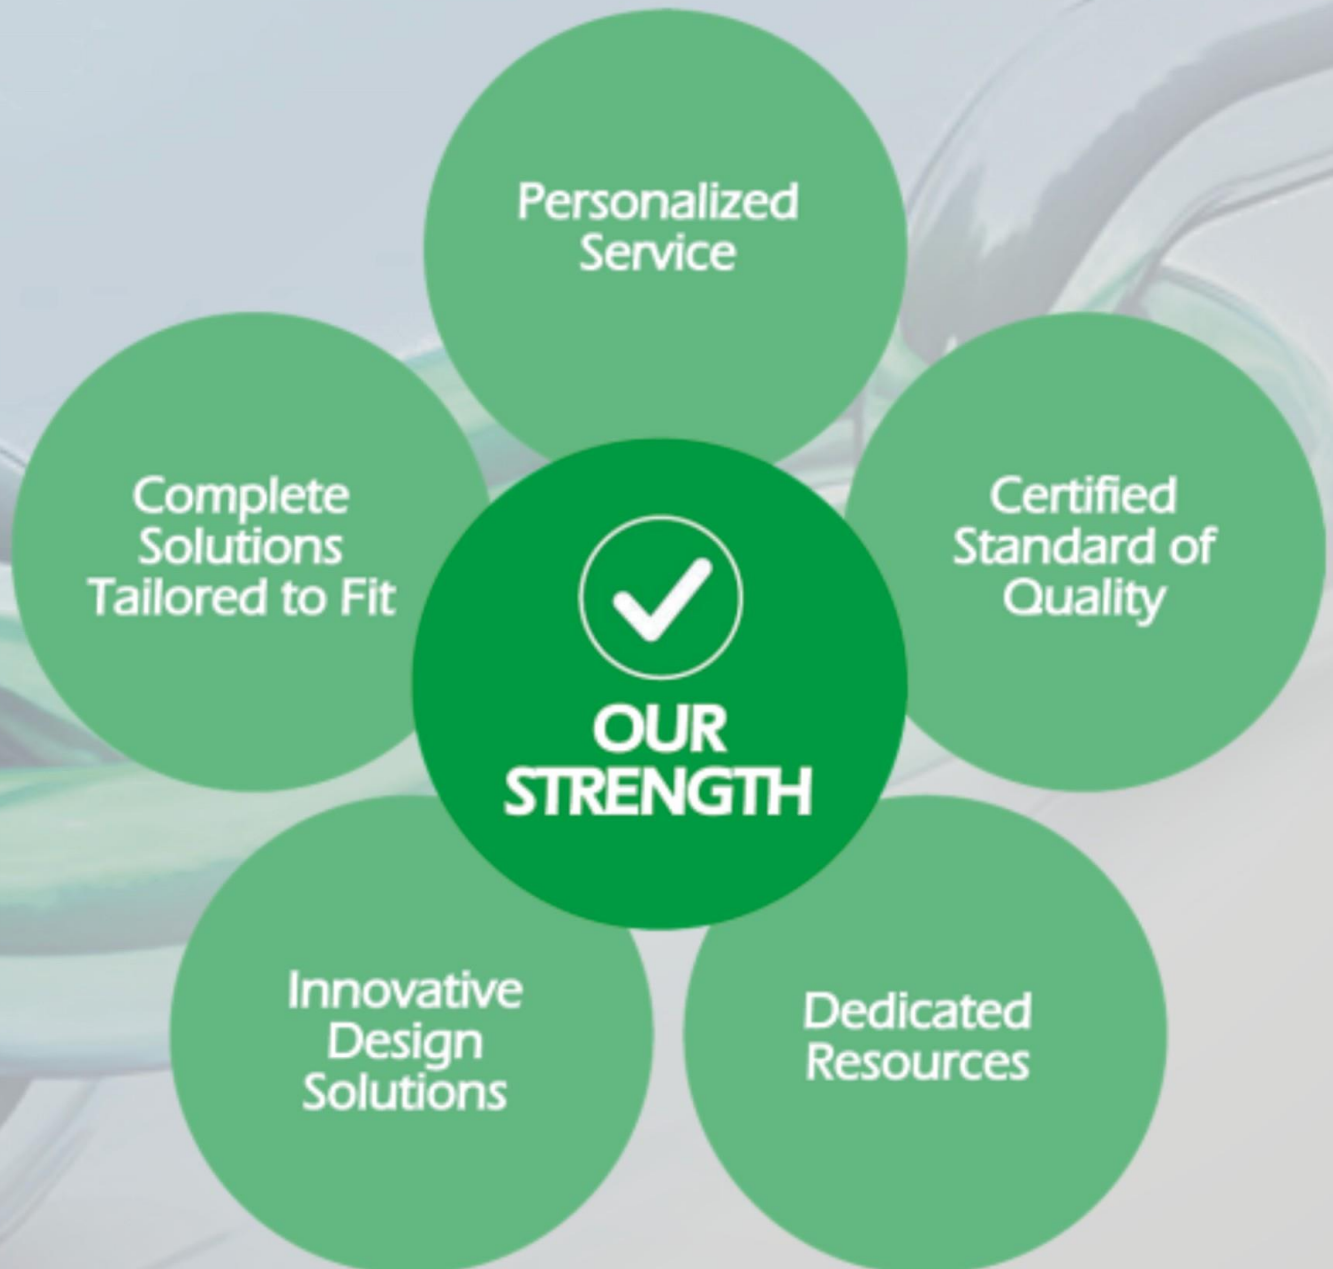 Personalized
Service
Complete
Solutions
Tailored to Fit
Certified
Standard of
Quality
OUR
STRENGTH
Innovative
Design
Solutions
Dedicated
Resources